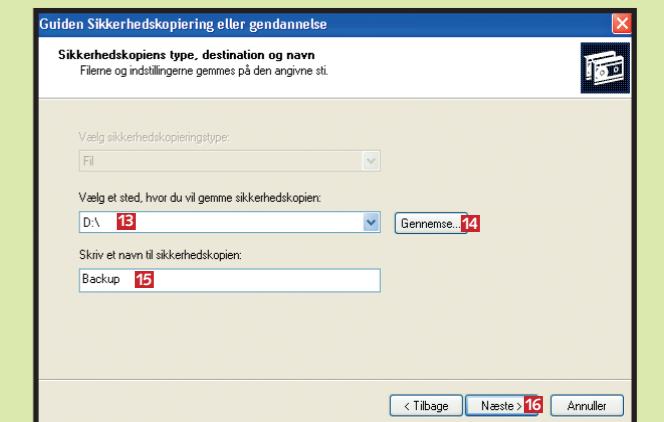 Guiden Sikkerhedskopiering eller gendannelse
Sikkerhedskopiens type, destination og navn
Filerne og indstillingerne gemmes på den angivne sti.
Vælg sikkerhedskopieringstype:
Fil
Vælg et sted, hvor du vil gemme sikkerhedskopien:
D:\ 13
Gennemse... 14
Skriv et navn til sikkerhedskopien:
Backup 15
< Tilbage
Næste > 16
Annuller